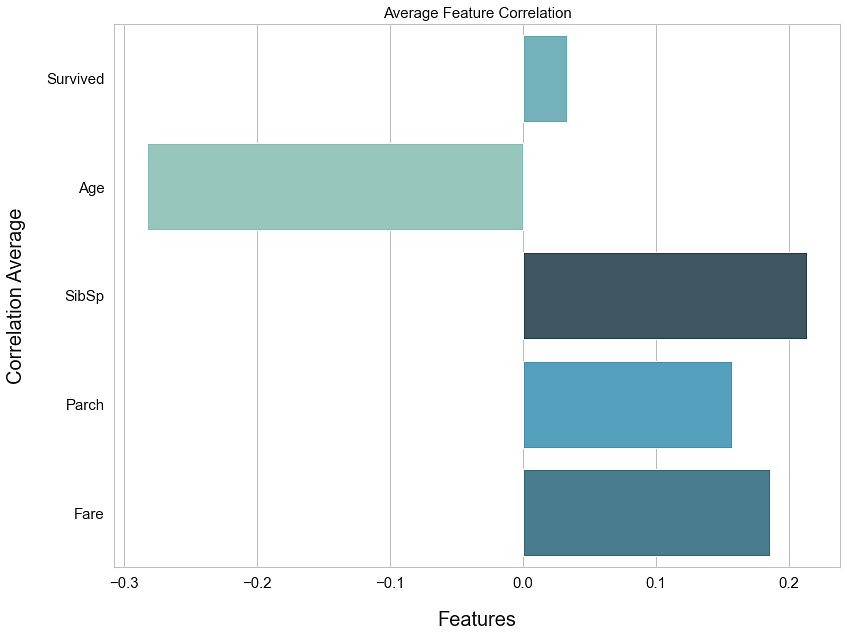 Average Feature Correlation
Survived
Age
SibSp
Parch
Fare
Correlation Average
−0.3 −0.2 −0.1 0.0 0.1 0.2
Features